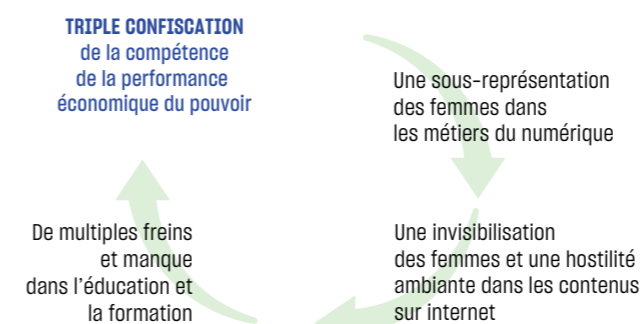 TRIPLE CONFISCATION
de la compétence
de la performance
économique du pouvoir
Une sous-représentation
des femmes dans
les métiers du numérique
Une invisibilisation
des femmes et une hostilité
ambiante dans les contenus
sur internet
De multiples freins
et manque
dans l’éducation et
la formation